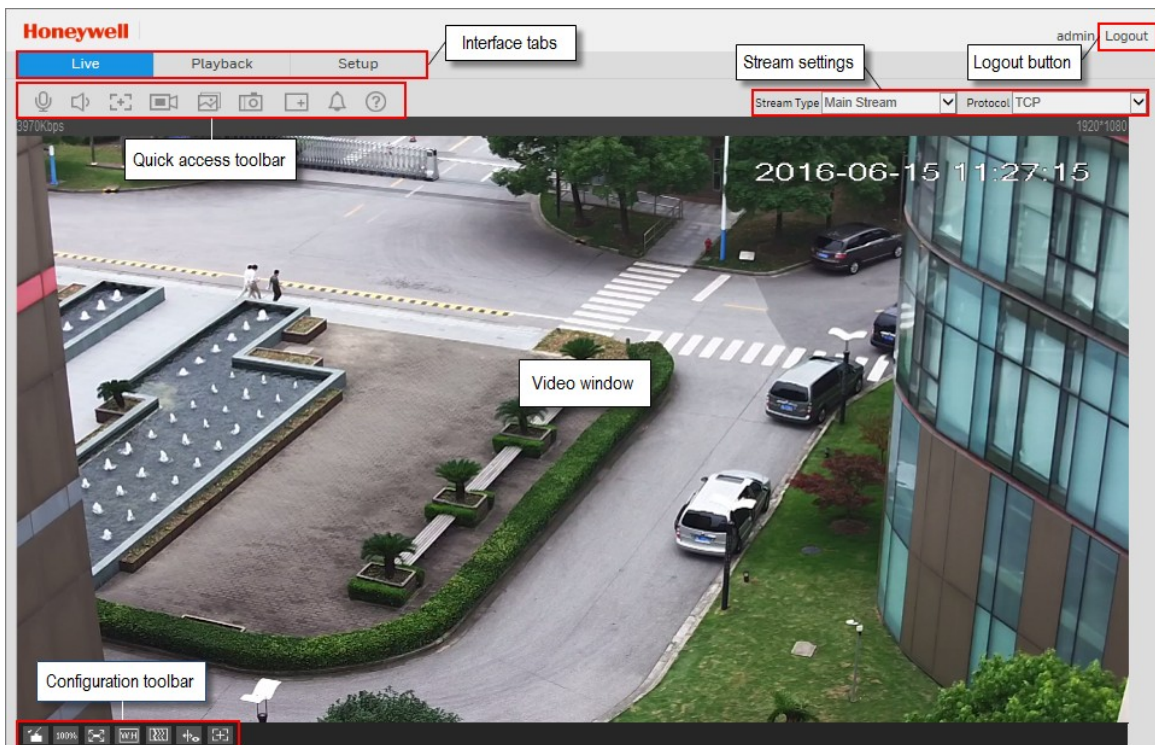 Honeywell
admin Logout
Interface tabs
Live Playback Setup
Stream settings
Logout button
Stream Type Main Stream Protocol TCP
3970Kbps
1920*1080
Quick access toolbar
2016-06-15 11:27:15
Video window
Configuration toolbar
100%
WH